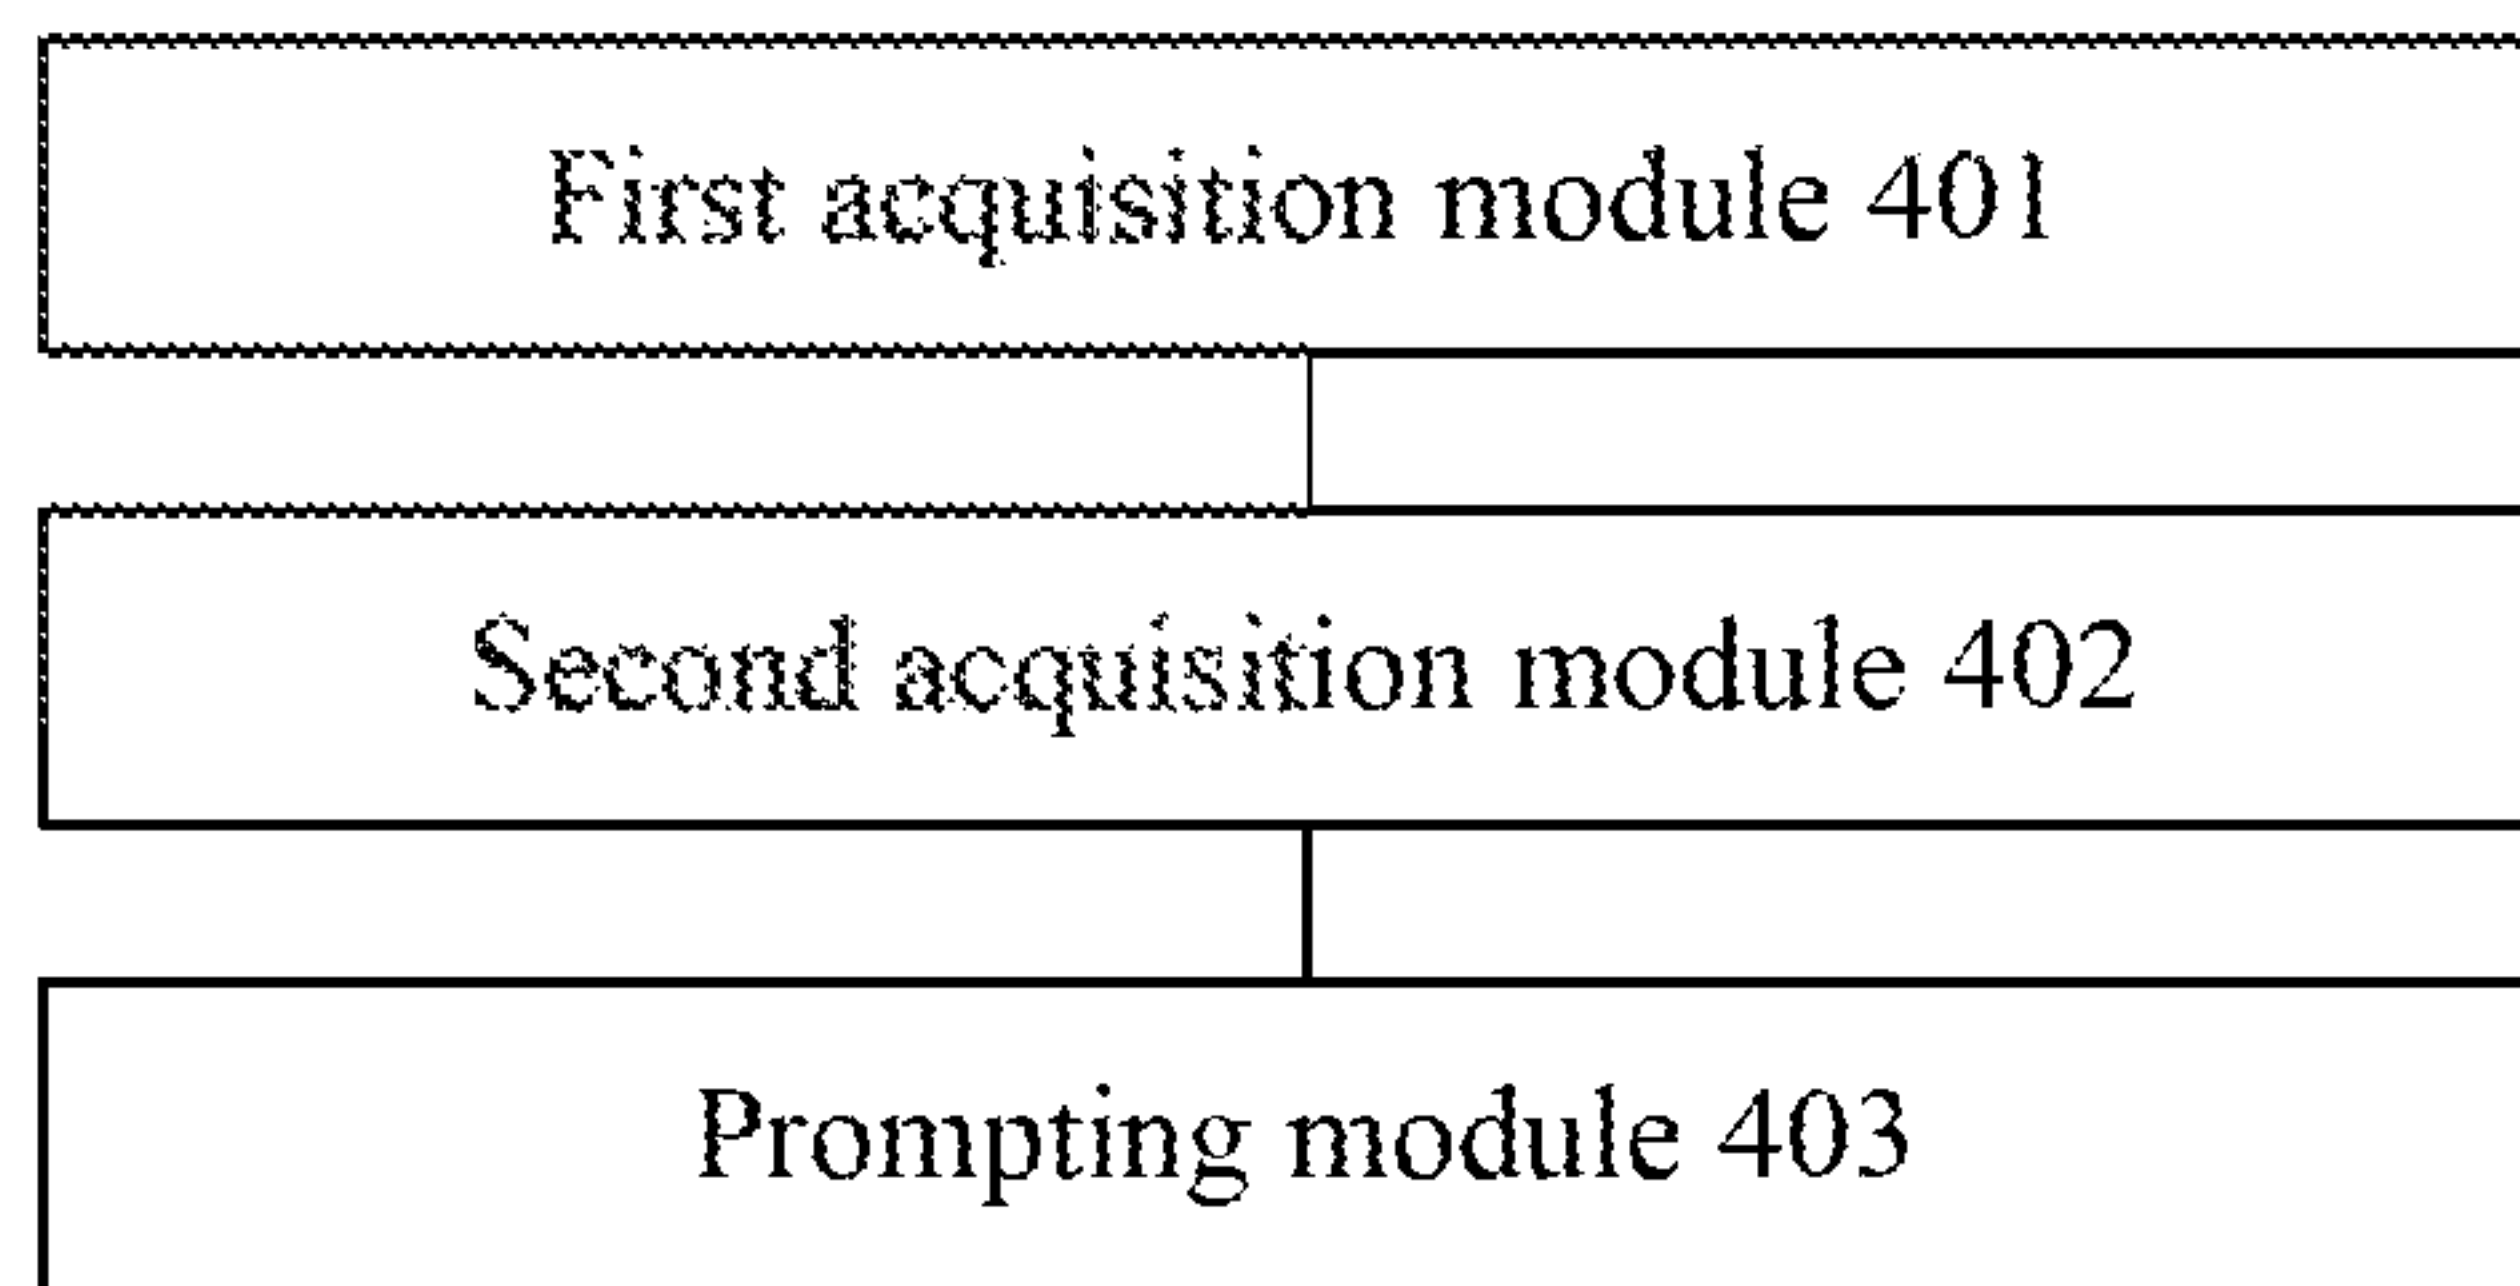 First acquisition module 401
Second acquisition module 402
Prompting module 403